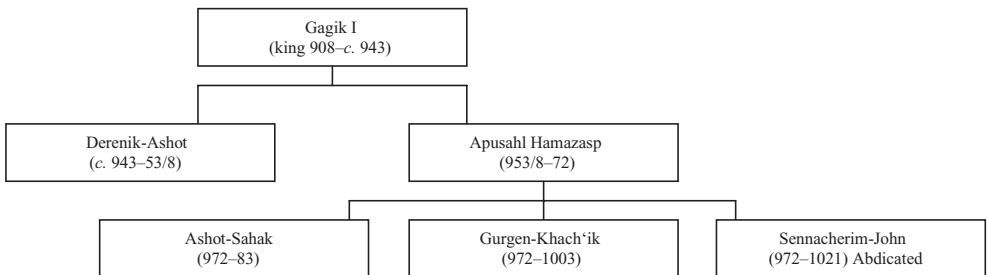 Gagik I
(king 908–c. 943)
Derenik-Ashot
(c. 943–53/8)
Apusahl Hamazasp
(953/8–72)
Ashot-Sahak
(972–83)
Gurgen-Khach‘ik
(972–1003)
Sennacherim-John
(972–1021) Abdicated